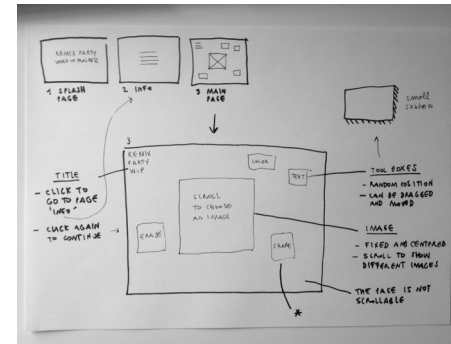 REMIX PARTY
WORK IN PROGRESS
1 SPLASH
PAGE
2 INFO
3 MAIN
PAGE
small
screen
3
REMIX
PARTY
WIP
COLOR
TEXT
SCROLL
TO CHOOSE
AN IMAGE
ERASE
SHAPE
*
TITLE
- CLICK TO
GO TO PAGE
"INFO"
- CLICK AGAIN
TO CONTINUE
TOOL BOXES
- RANDOM POSITION
- CAN BE DRAGGED
AND MOVED
IMAGE
- FIXED AND CENTERED
- SCROLL TO SHOW
DIFFERENT IMAGES
- THE PAGE IS NOT
SCROLLABLE